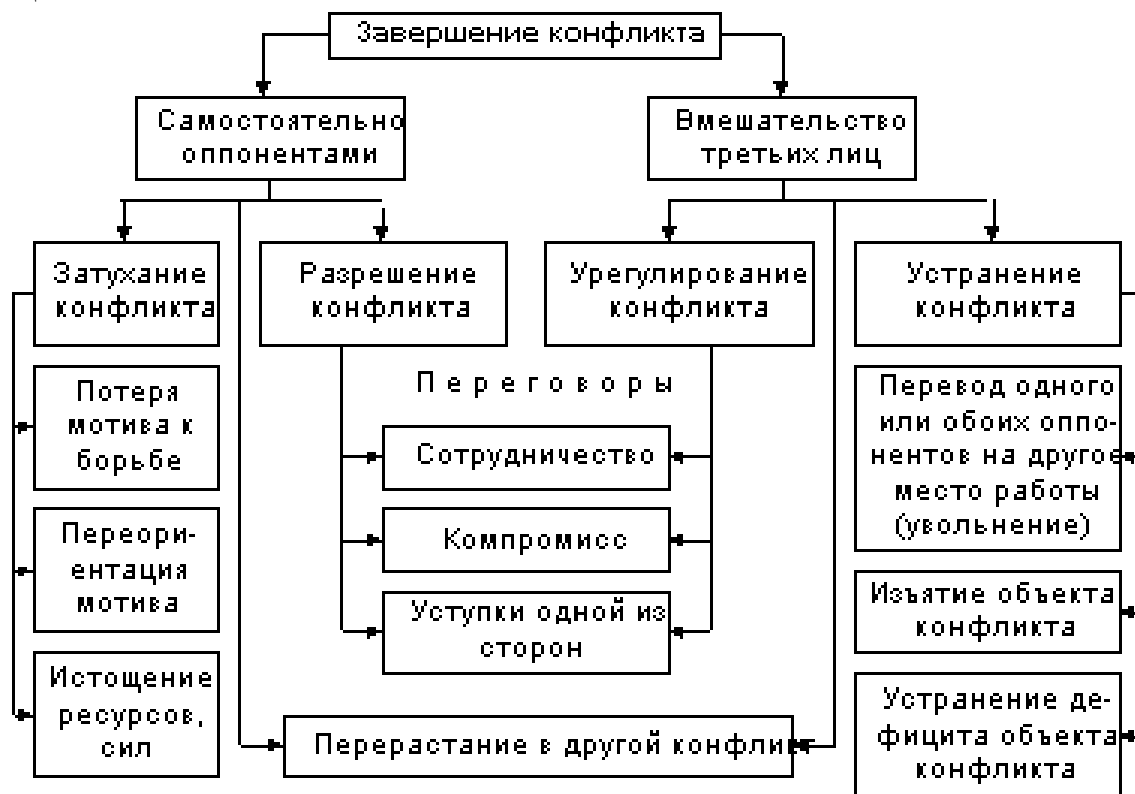 Завершение конфликта
Самостоятельно
оппонентами
Вмешательство
третьих лиц
Затухание
конфликта
Разрешение
конфликта
Урегулирование
конфликта
Устранение
конфликта
Переговоры
Потеря
мотива к
борьбе
Переори-
ентация
мотива
Истощение
ресурсов,
сил
Сотрудничество
Компромисс
Уступки одной из
сторон
Перерастание в другой конфликт
Перевод одного
или обоих оппо-
нентов на другое
место работы
(увольнение)
Изъятие объекта
конфликта
Устранение де-
фицита объекта
конфликта